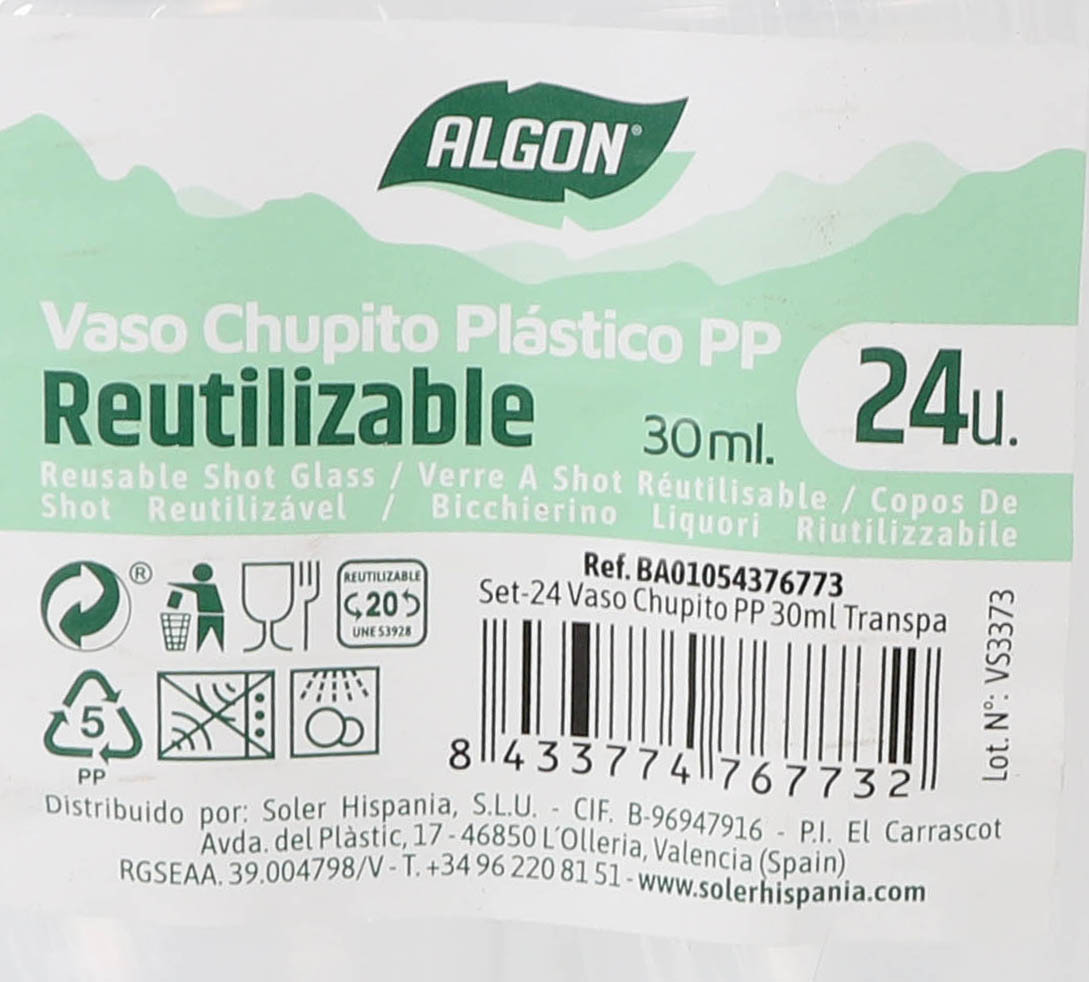 ALGON®
Vaso Chupito Plástico PP
Reutilizable
30ml.
24u.
Reusable Shot Glass / Verre A Shot Réutilisable / Copos De
Shot Reutilizável / Bicchierino Liquori Riutilizzabile
®
REUTILIZABLE
20
UNE 53928
5
PP
Ref. BA01054376773
Set-24 Vaso Chupito PP 30ml Transpa
8 433774 767732
Lot. Nº: VS3373
Distribuido por: Soler Hispania, S.L.U. - CIF. B-96947916 - P.I. El Carrascot
Avda. del Plàstic, 17 - 46850 L´Olleria, Valencia (Spain)
RGSEAA. 39.004798/V - T. +34 96 220 81 51 - www.solerhispania.com